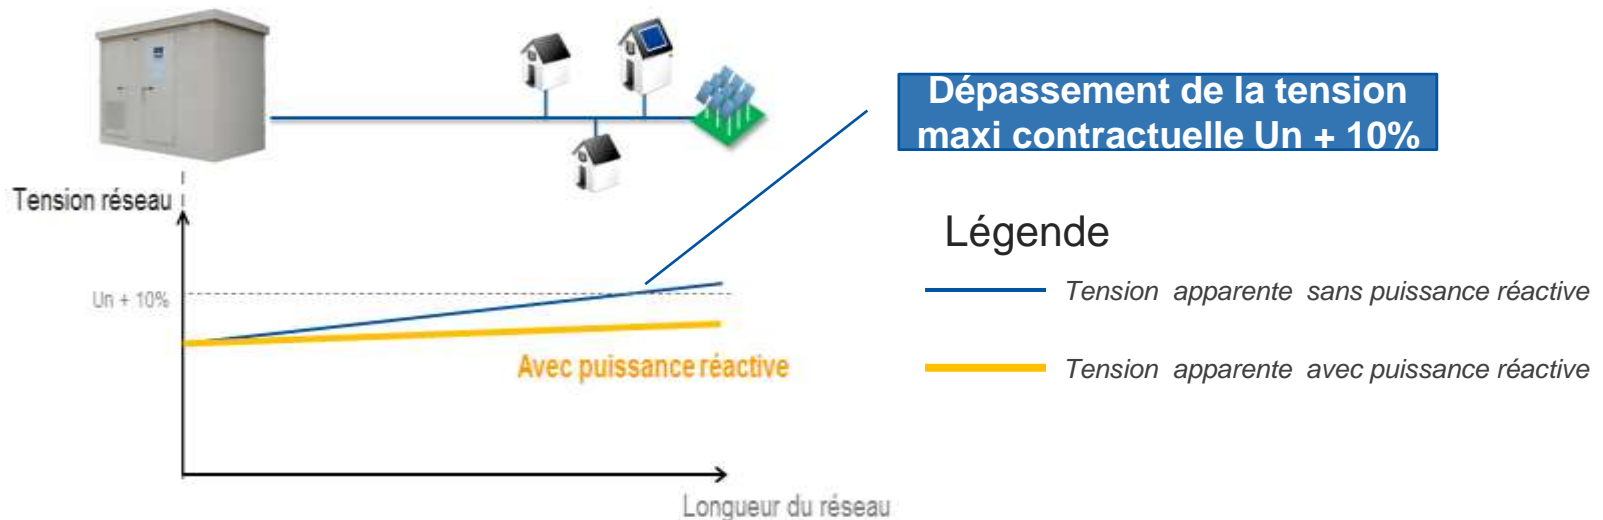 Dépassement de la tension
maxi contractuelle Un + 10%
Tension réseau
Un + 10%
Avec puissance réactive
Longueur du réseau
Légende
Tension apparente sans puissance réactive
Tension apparente avec puissance réactive